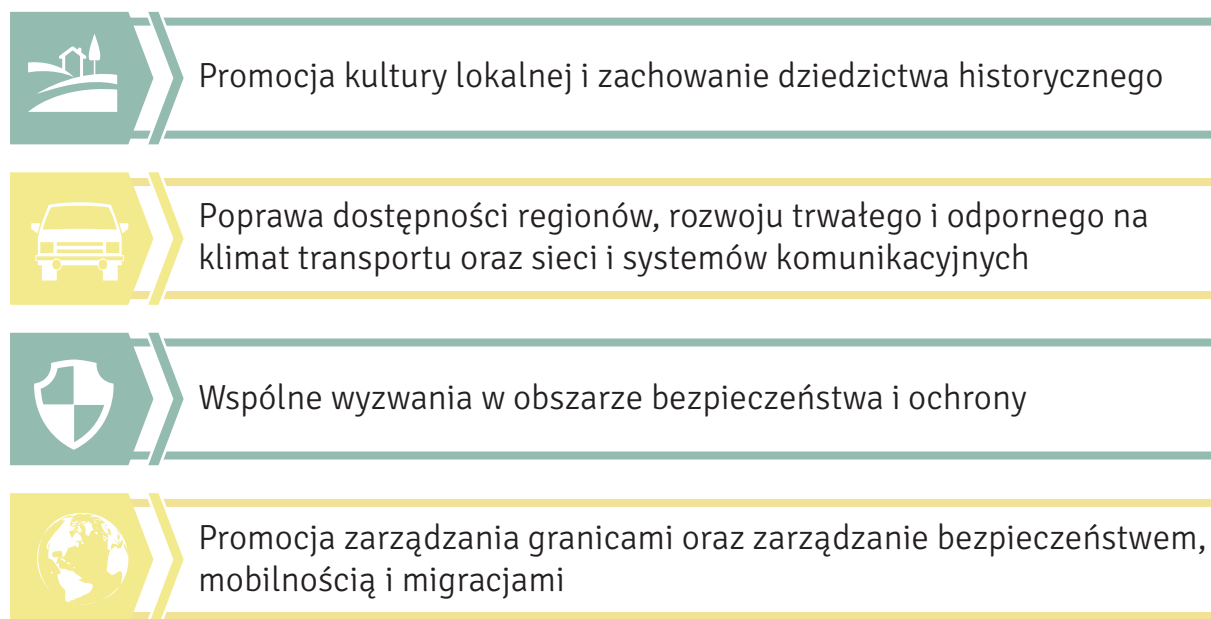 Promocja kultury lokalnej i zachowanie dziedzictwa historycznego
Poprawa dostępności regionów, rozwoju trwałego i odpornego na
klimat transportu oraz sieci i systemów komunikacyjnych
Wspólne wyzwania w obszarze bezpieczeństwa i ochrony
Promocja zarządzania granicami oraz zarządzanie bezpieczeństwem,
mobilnością i migracjami